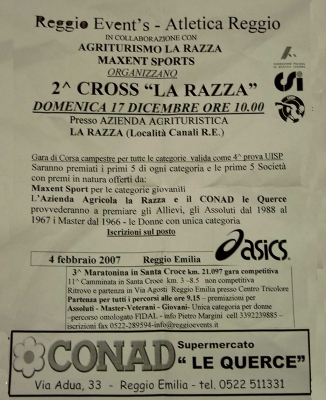 Reggio Event's - Atletica Reggio
IN COLLABORAZIONE CON
AGRITURISMO LA RAZZA
MAXENT SPORTS
ORGANIZZANO
2^ CROSS "LA RAZZA"
DOMENICA 17 DICEMBRE ORE 10.00
Presso AZIENDA AGRITURISTICA
LA RAZZA (Località Canali R.E.)
CSi
Gara di Corsa campestre per tutte le categorie valida come 4^ prova UISP
Saranno premiati i primi 5 di ogni categoria e le prime 5 Società
con premi in natura offerti da:
Maxent Sport per le categorie giovanili
L'Azienda Agricola la Razza e il CONAD le Querce
provvederanno a premiare gli Allievi, gli Assoluti dal 1988 al
1967 i Master dal 1966 - le Donne con unica categoria
Iscrizioni sul posto
asics
4 febbraio 2007 Reggio Emilia
3^ Maratonina in Santa Croce km. 21.097 gara competitiva
11^ Camminata in Santa Croce km. 3 - 8.5 non competitiva
Ritrovo e partenza in Via Agosti Reggio Emilia presso Centro Tricolore
Partenza per tutti i percorsi alle ore 9.15 – premiazioni per
Assoluti - Master-Veterani - Giovani- Unica categoria per donne
–percorso omologato FIDAL - info Pietro Margini cell 3392239885 –
iscrizioni fax 0522-289594-info@reggioevents.it
CONAD
Supermercato
"LE QUERCE"
Via Adua, 33 - Reggio Emilia - tel. 0522 511331